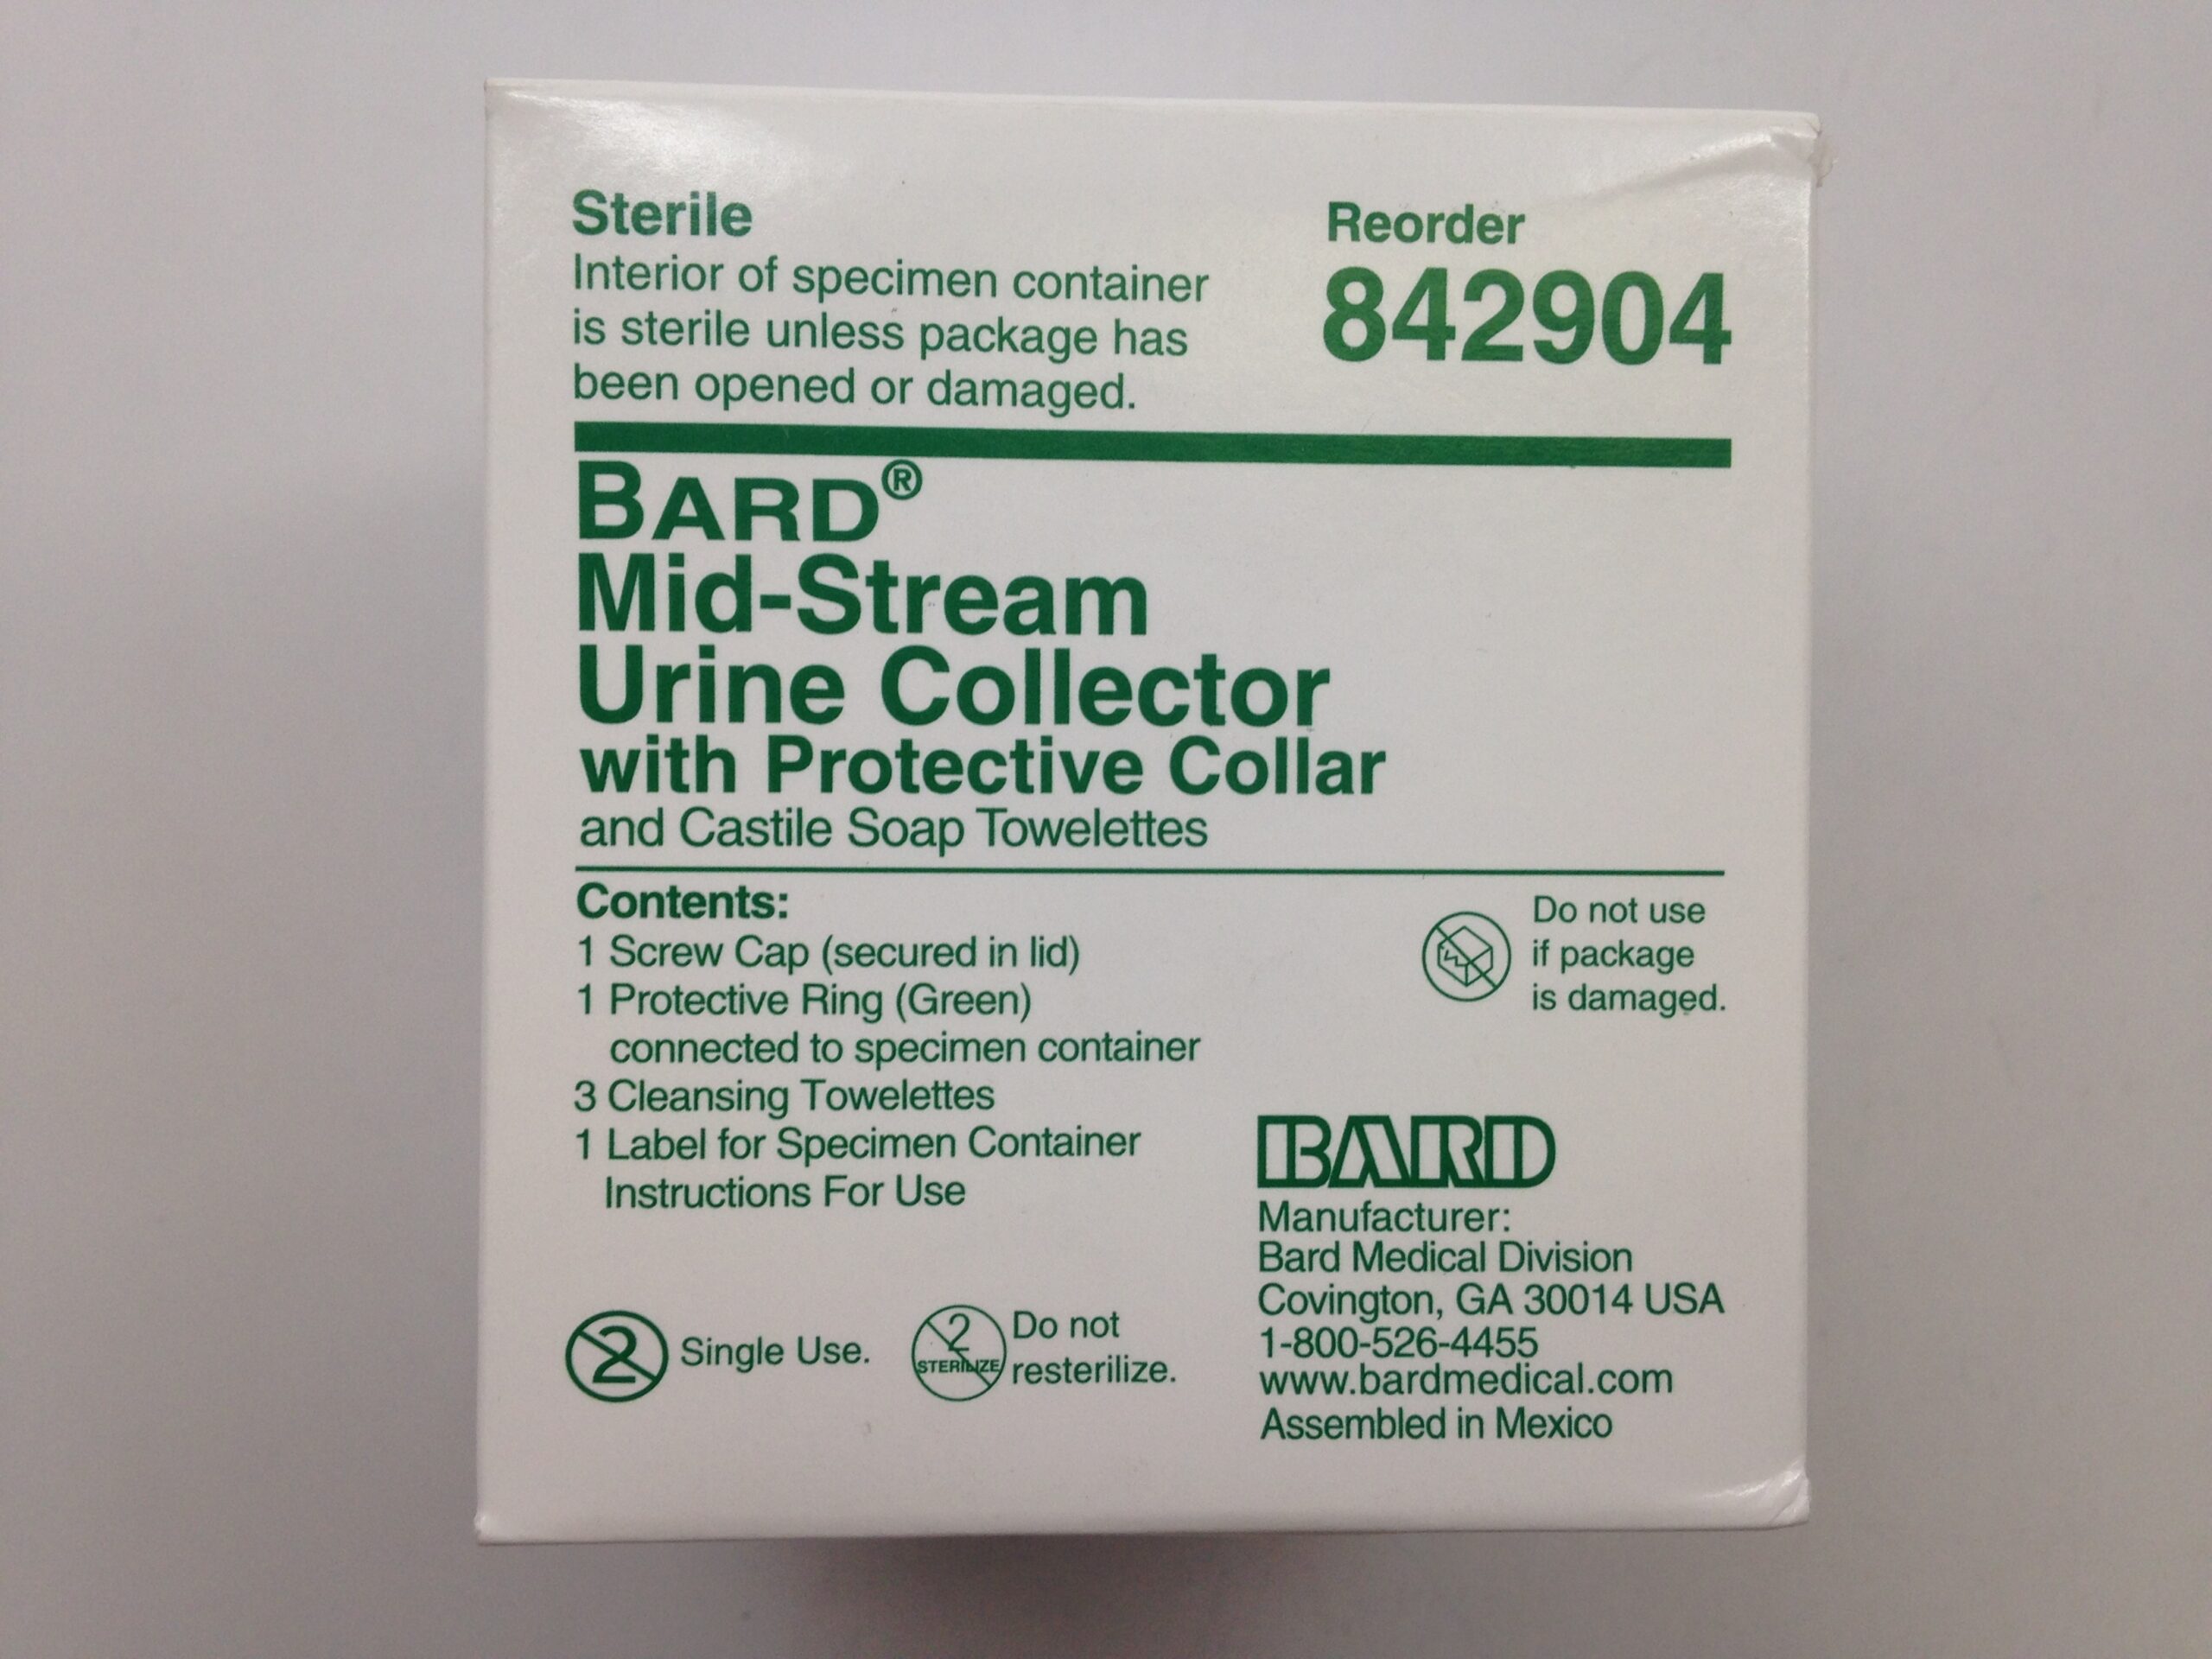 Sterile
Interior of specimen container
is sterile unless package has
been opened or damaged.
Reorder
842904
BARD®
Mid-Stream
Urine Collector
with Protective Collar
and Castile Soap Towelettes
Contents:
1 Screw Cap (secured in lid)
1 Protective Ring (Green)
connected to specimen container
3 Cleansing Towelettes
1 Label for Specimen Container
Instructions For Use
Do not use
if package
is damaged.
2 Single Use.
2
STERILIZE
Do not
resterilize.
BARD
Manufacturer:
Bard Medical Division
Covington, GA 30014 USA
1-800-526-4455
www.bardmedical.com
Assembled in Mexico